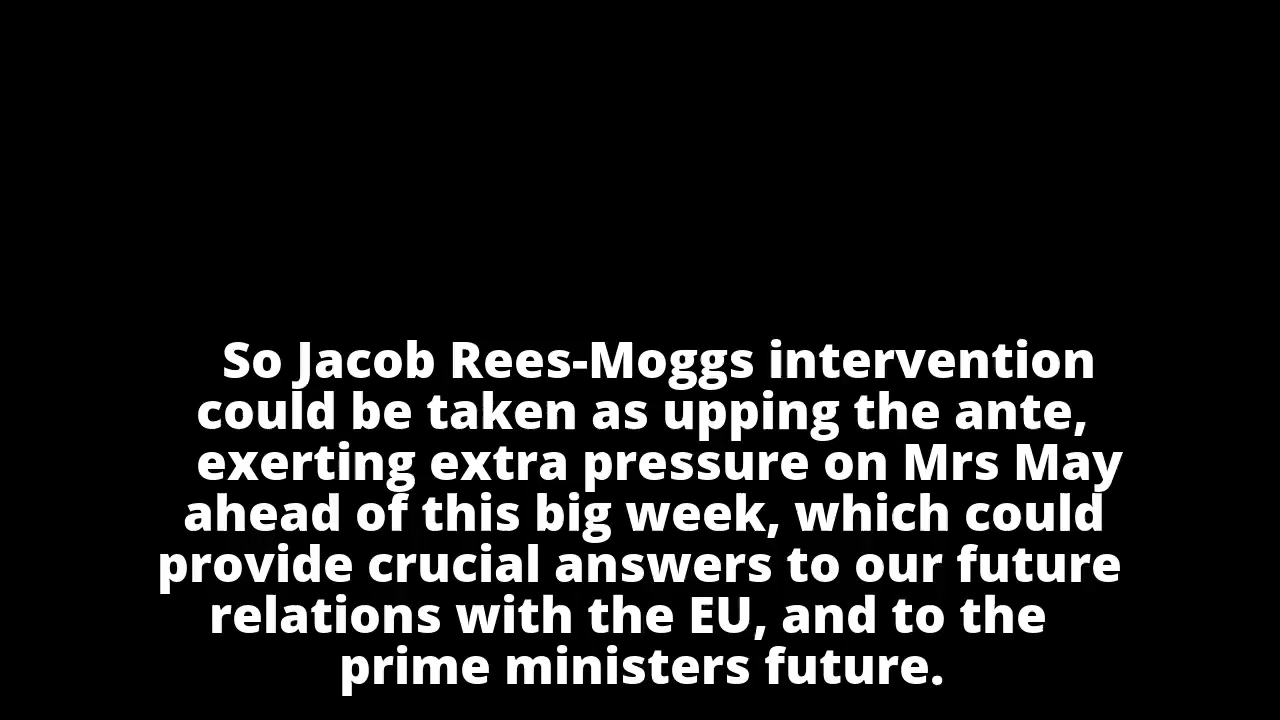 So Jacob Rees-Moggs intervention
could be taken as upping the ante,
exerting extra pressure on Mrs May
ahead of this big week, which could
provide crucial answers to our future
relations with the EU, and to the
prime ministers future.